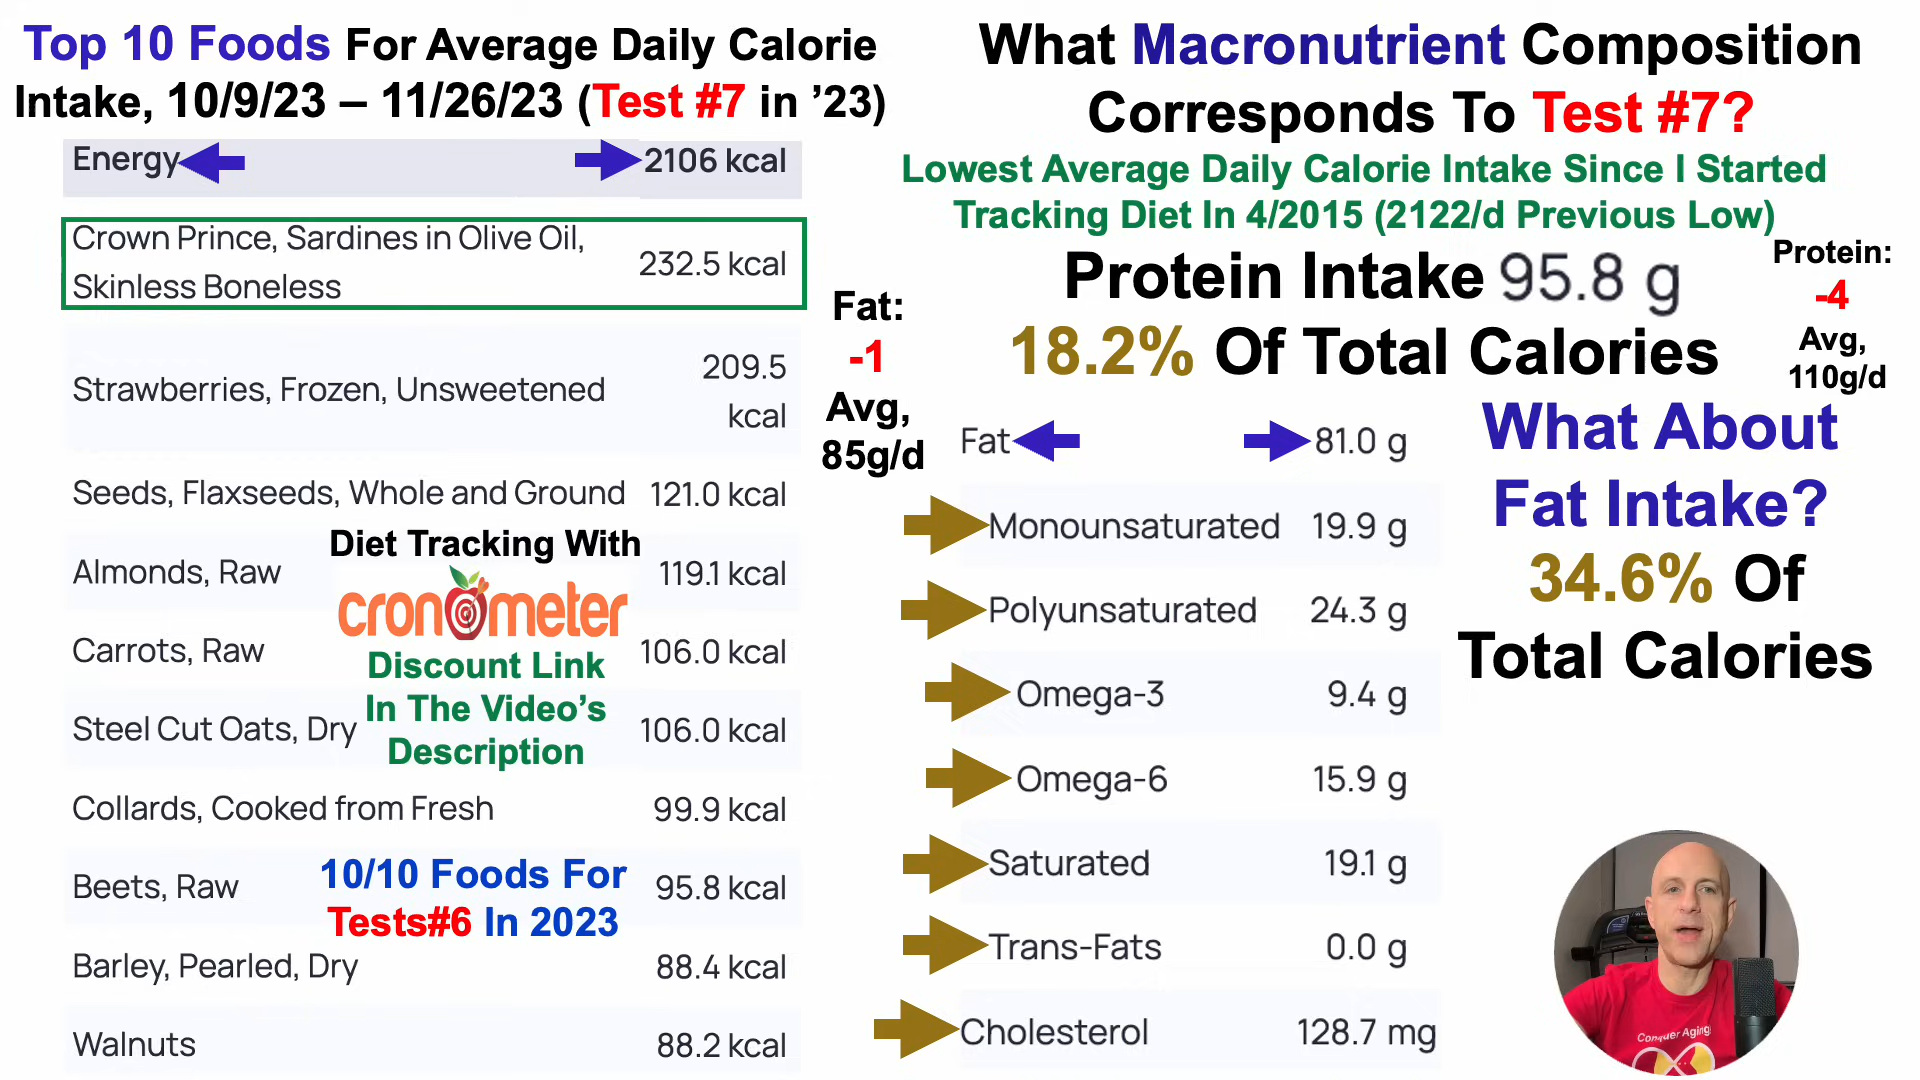 Top 10 Foods For Average Daily Calorie
Intake, 10/9/23 – 11/26/23 (Test #7 in ’23)
Energy 2106 kcal
Crown Prince, Sardines in Olive Oil,
Skinless Boneless
232.5 kcal
Strawberries, Frozen, Unsweetened
209.5
kcal
Seeds, Flaxseeds, Whole and Ground 121.0 kcal
Almonds, Raw 119.1 kcal
Carrots, Raw 106.0 kcal
Steel Cut Oats, Dry 106.0 kcal
Collards, Cooked from Fresh 99.9 kcal
Beets, Raw 95.8 kcal
Barley, Pearled, Dry 88.4 kcal
Walnuts 88.2 kcal
Diet Tracking With
cronometer
Discount Link
In The Video’s
Description
10/10 Foods For
Tests#6 In 2023
What Macronutrient Composition
Corresponds To Test #7?
Lowest Average Daily Calorie Intake Since I Started
Tracking Diet In 4/2015 (2122/d Previous Low)
Protein Intake 95.8 g
18.2% Of Total Calories
Protein:
-4
Avg,
110g/d
Fat:
-1
Avg,
85g/d
Fat 81.0 g
Monounsaturated 19.9 g
Polyunsaturated 24.3 g
Omega-3 9.4 g
Omega-6 15.9 g
Saturated 19.1 g
Trans-Fats 0.0 g
Cholesterol 128.7 mg
What About
Fat Intake?
34.6% Of
Total Calories
Conquer Aging